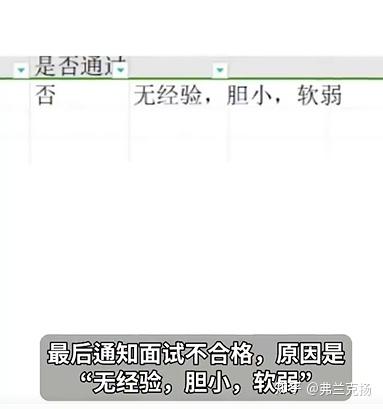 是否通过
否
无经验，胆小，软弱
最后通知面试不合格，原因是
“无经验，胆小，软弱”
知乎 @弗兰克扬